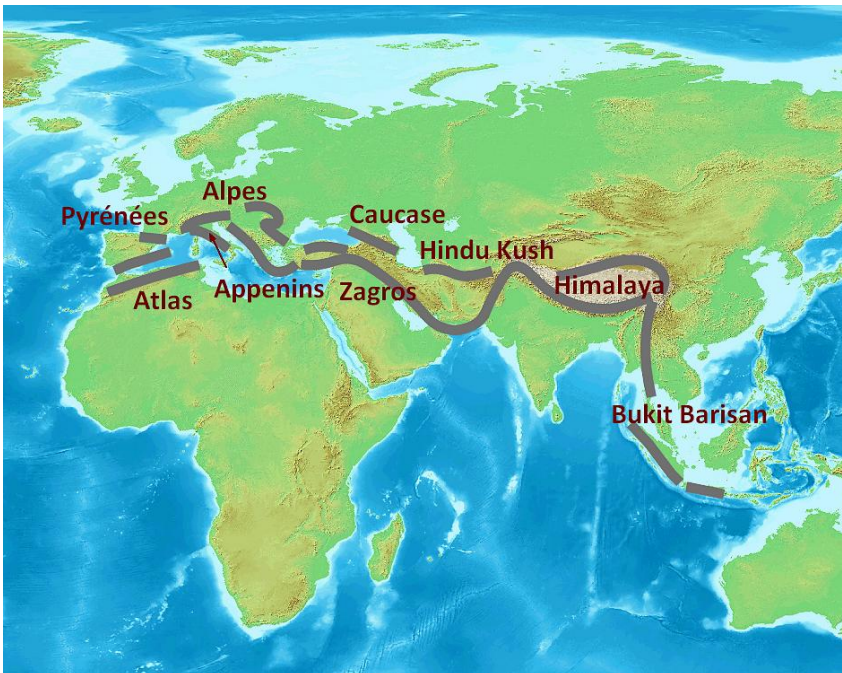 Alpes
Pyrénées
Caucase
Hindu Kush
Himalaya
Appenins
Zagros
Atlas
Bukit Barisan